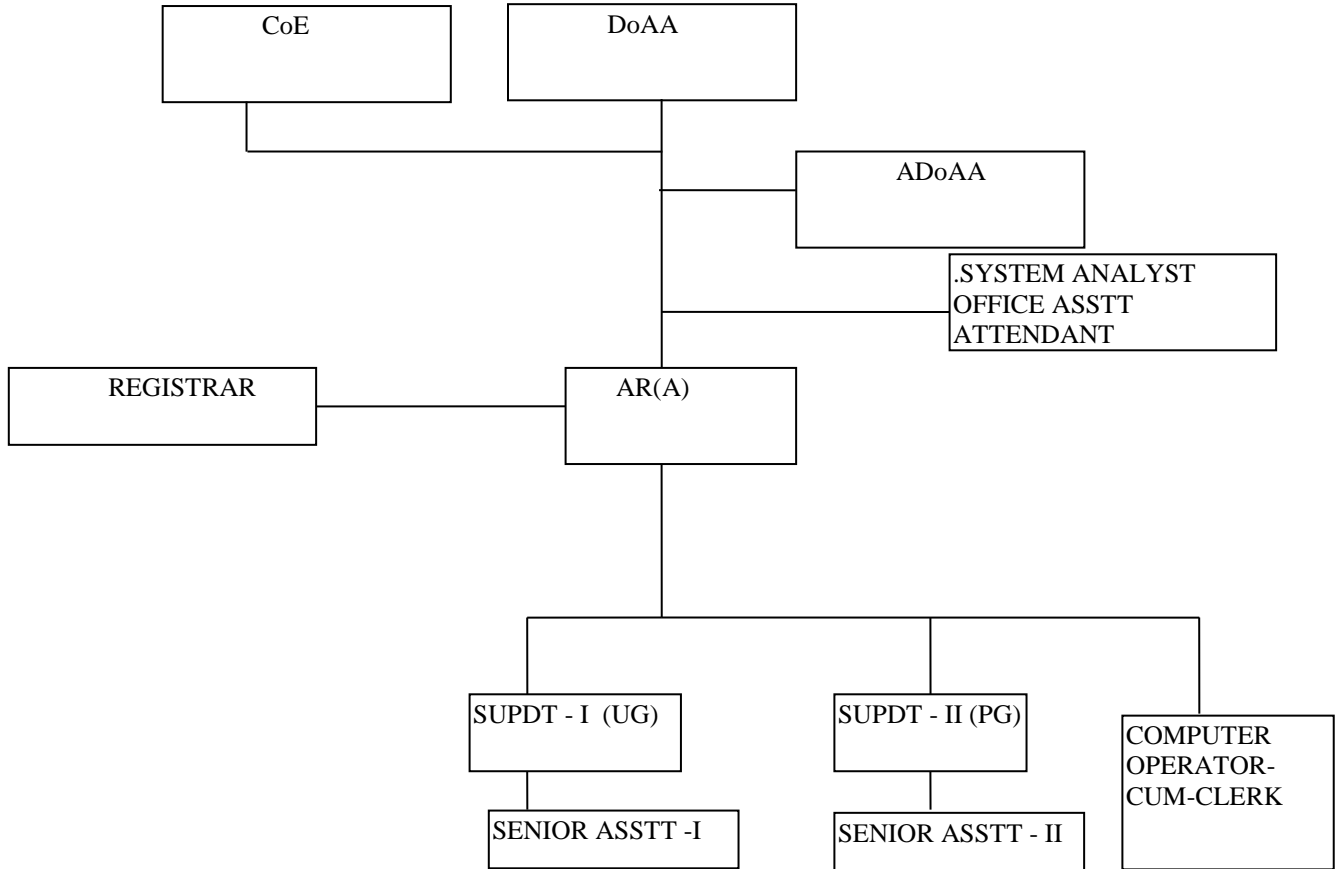 CoE
DoAA
ADoAA
.SYSTEM ANALYST
OFFICE ASSTT
ATTENDANT
REGISTRAR
AR(A)
SUPDT - I (UG)
SUPDT - II (PG)
COMPUTER
OPERATOR-
CUM-CLERK
SENIOR ASSTT -I
SENIOR ASSTT - II